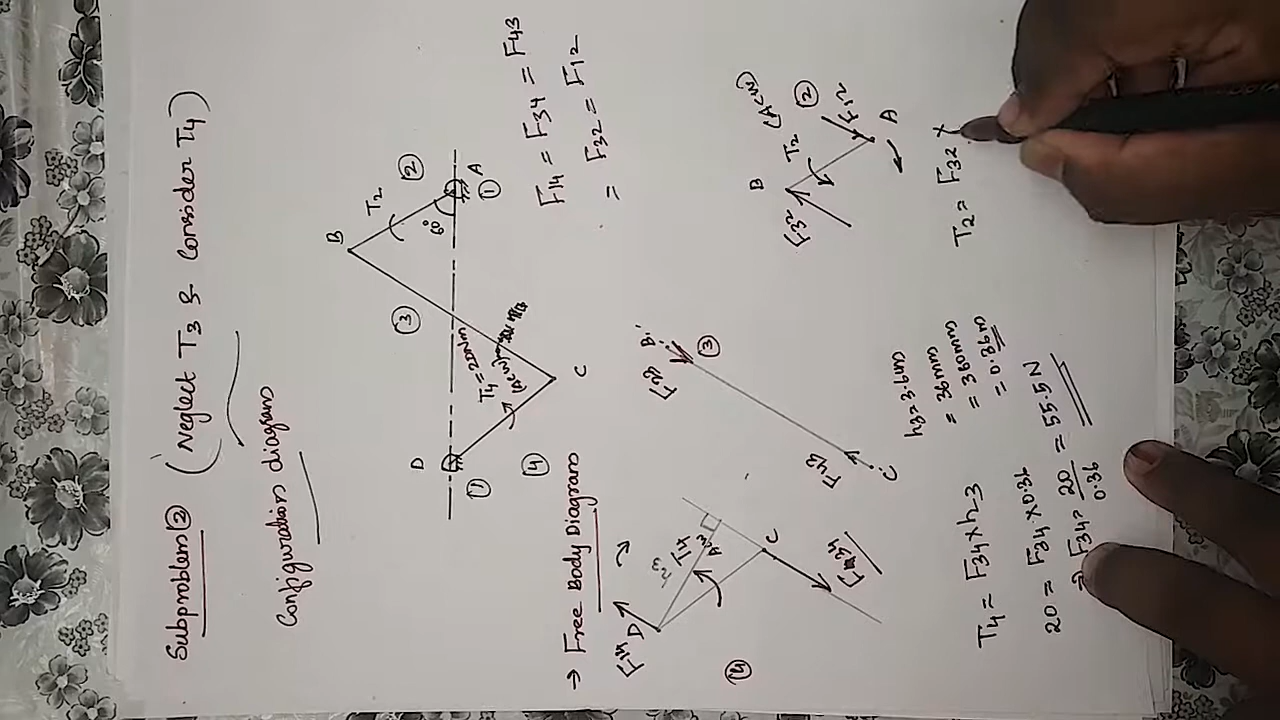 Subproblem ② (Neglect T3 & Consider T4)
Configuration diagram
B
T2
②
A
①
60°
③
T4 = 20Nm
(ACW)
D
①
④
C
F14 = F34 = F43
= F32 = F12
→ Free Body Diagram
F14
D
h3
T4
C
F34
④
B
F23
③
F43
C
B
T2 (ACW)
②
F32
F12
A
T4 = F34 × h3
20 = F34 × 0.36
⇒ F34 = 20/0.36 = 55.5 N
h3 = 3.6cm
= 36mm
= 360mm
= 0.36m
T2 = F32 ×